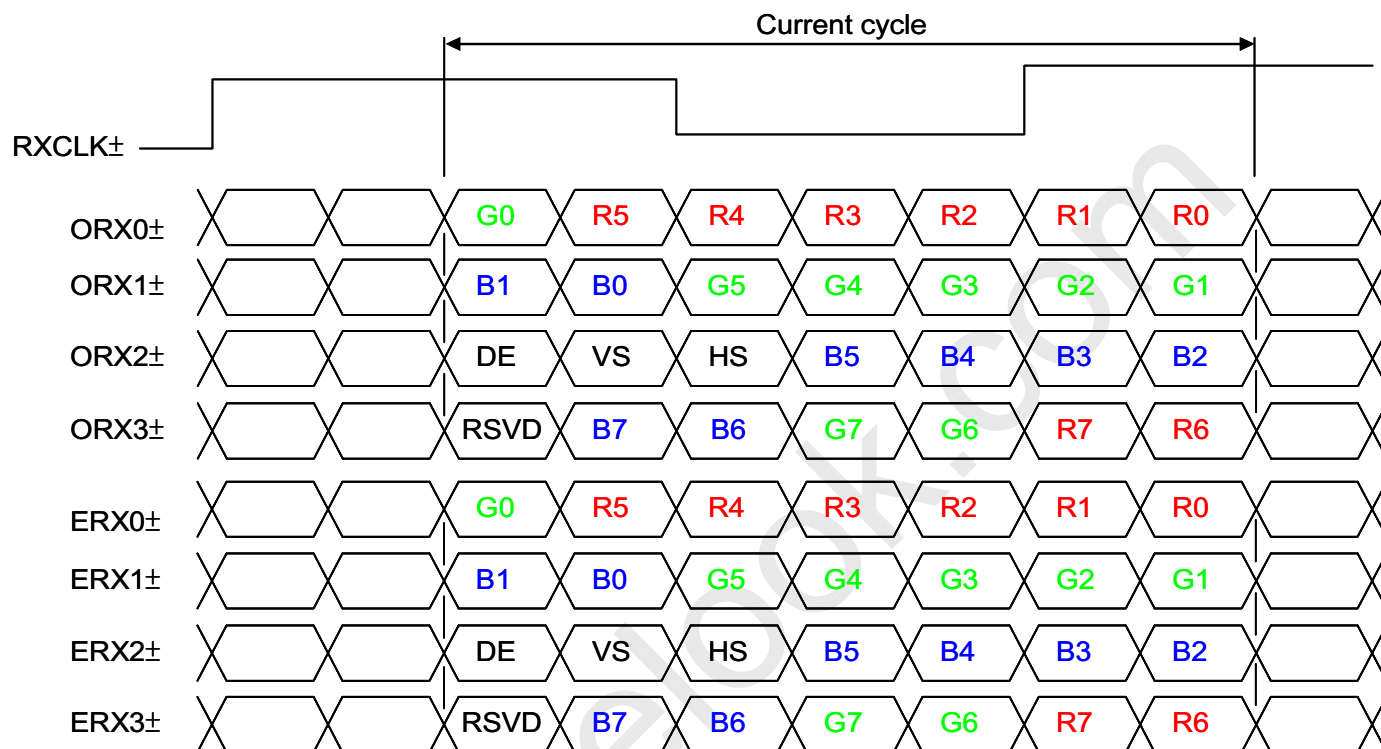 Current cycle
RXCLK±
ORX0± G0 R5 R4 R3 R2 R1 R0
ORX1± B1 B0 G5 G4 G3 G2 G1
ORX2± DE VS HS B5 B4 B3 B2
ORX3± RSVD B7 B6 G7 G6 R7 R6
ERX0± G0 R5 R4 R3 R2 R1 R0
ERX1± B1 B0 G5 G4 G3 G2 G1
ERX2± DE VS HS B5 B4 B3 B2
ERX3± RSVD B7 B6 G7 G6 R7 R6
elook.com